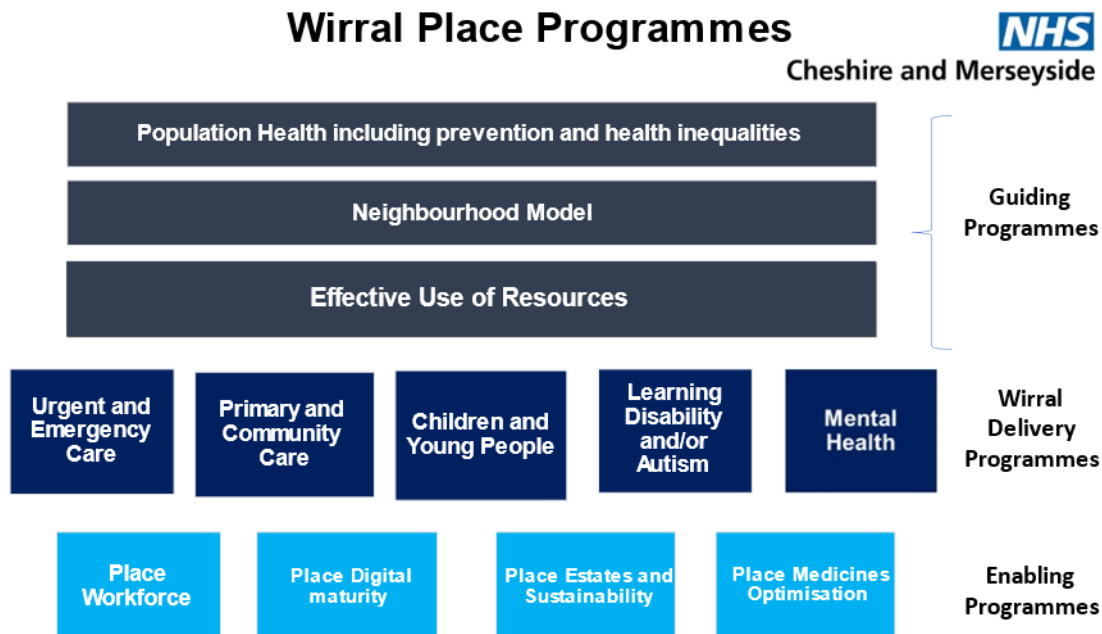 Wirral Place Programmes
NHS
Cheshire and Merseyside
Population Health including prevention and health inequalities
Neighbourhood Model
Effective Use of Resources
Guiding
Programmes
Urgent and
Emergency
Care
Primary and
Community
Care
Children and
Young People
Learning
Disability
and/or
Autism
Mental
Health
Wirral
Delivery
Programmes
Place
Workforce
Place Digital
maturity
Place Estates and
Sustainability
Place Medicines
Optimisation
Enabling
Programmes